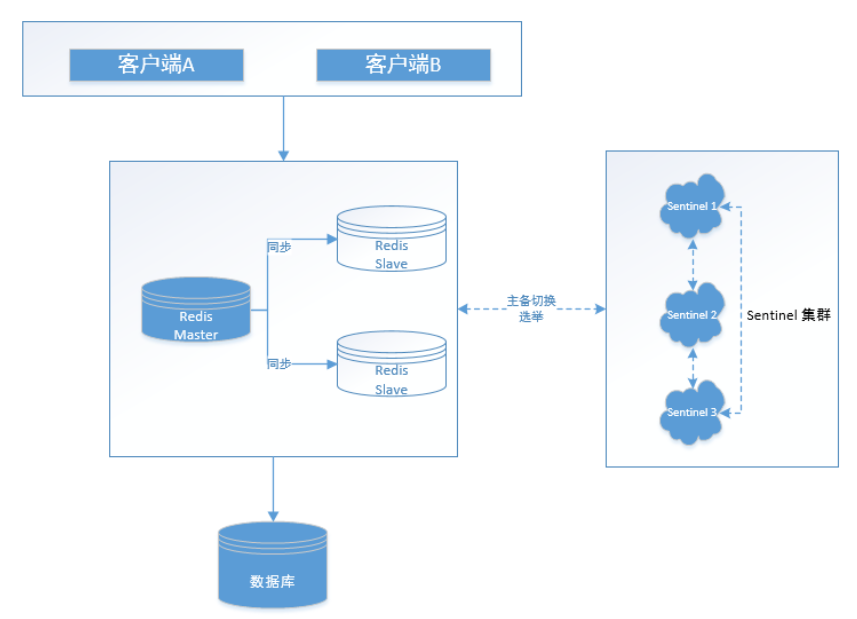 客户端A
客户端B
同步
Redis
Slave
Redis
Master
同步
Redis
Slave
主备切换
选举
Sentinel 1
Sentinel 2
Sentinel 3
Sentinel 集群
数据库